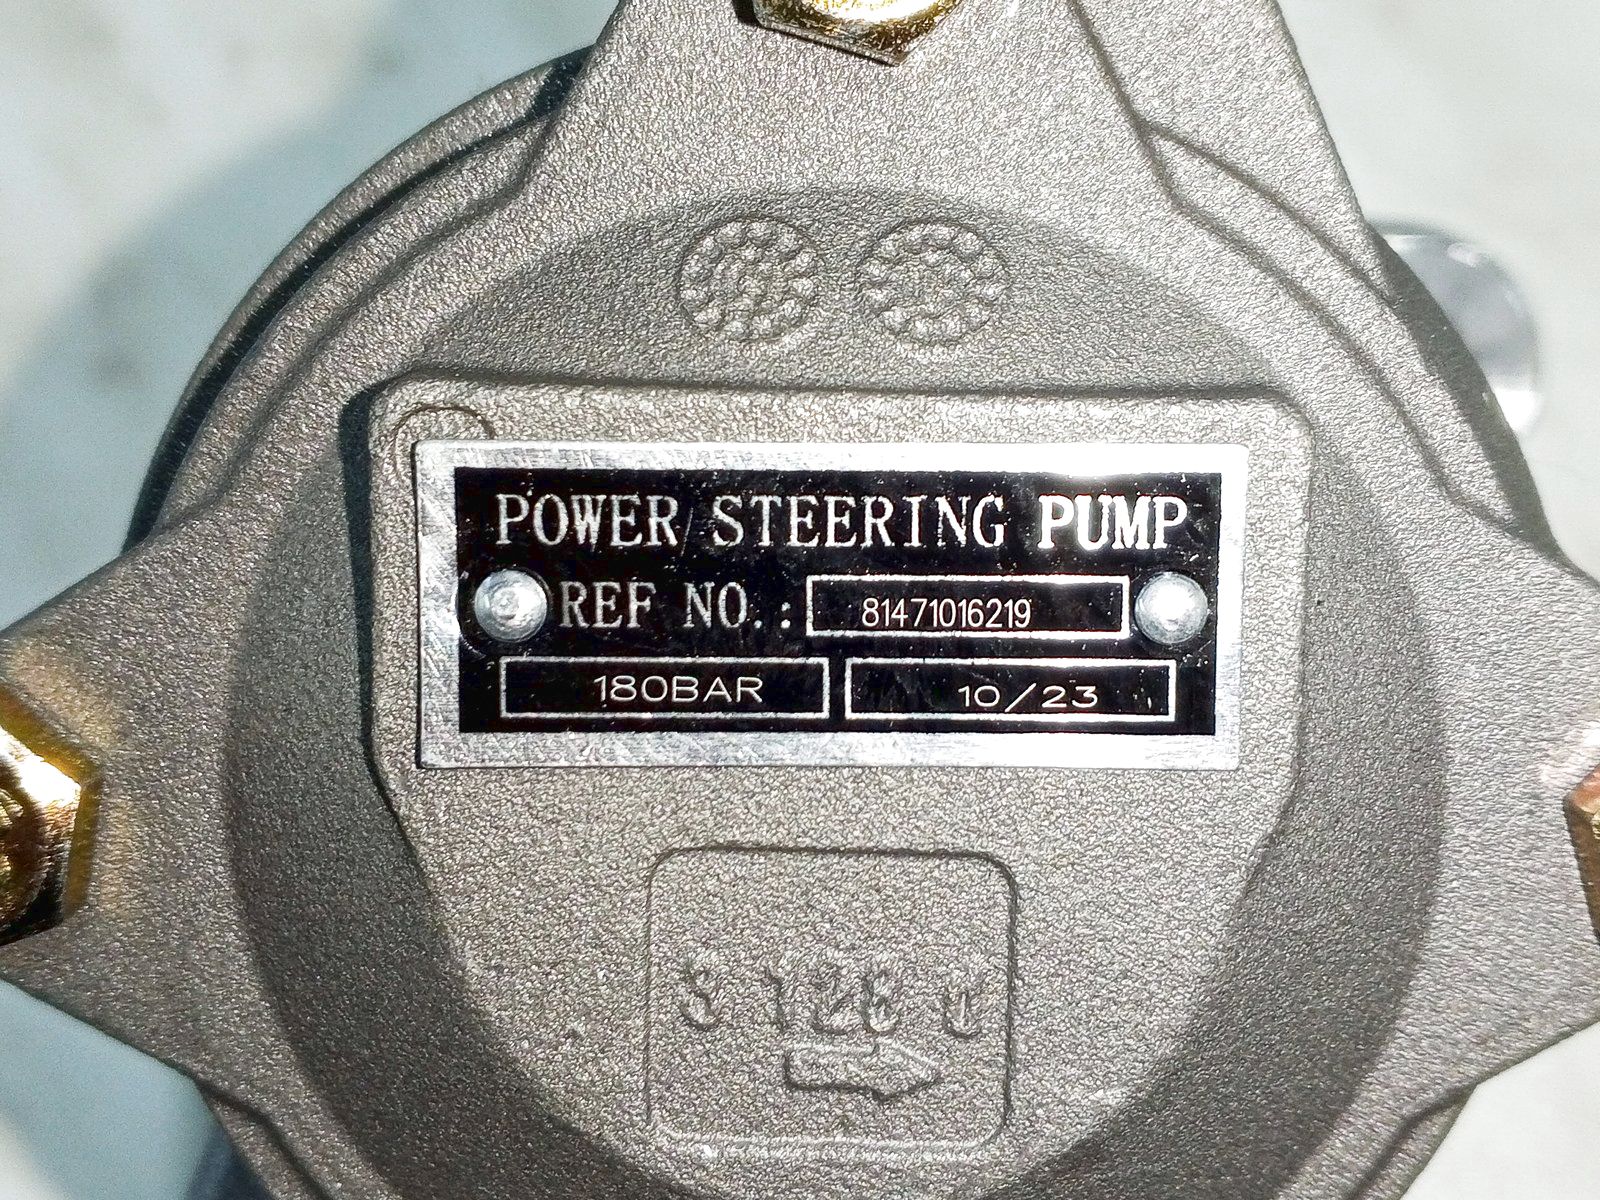 POWER STEERING PUMP
REF NO.: 81471016219
180BAR 10/23